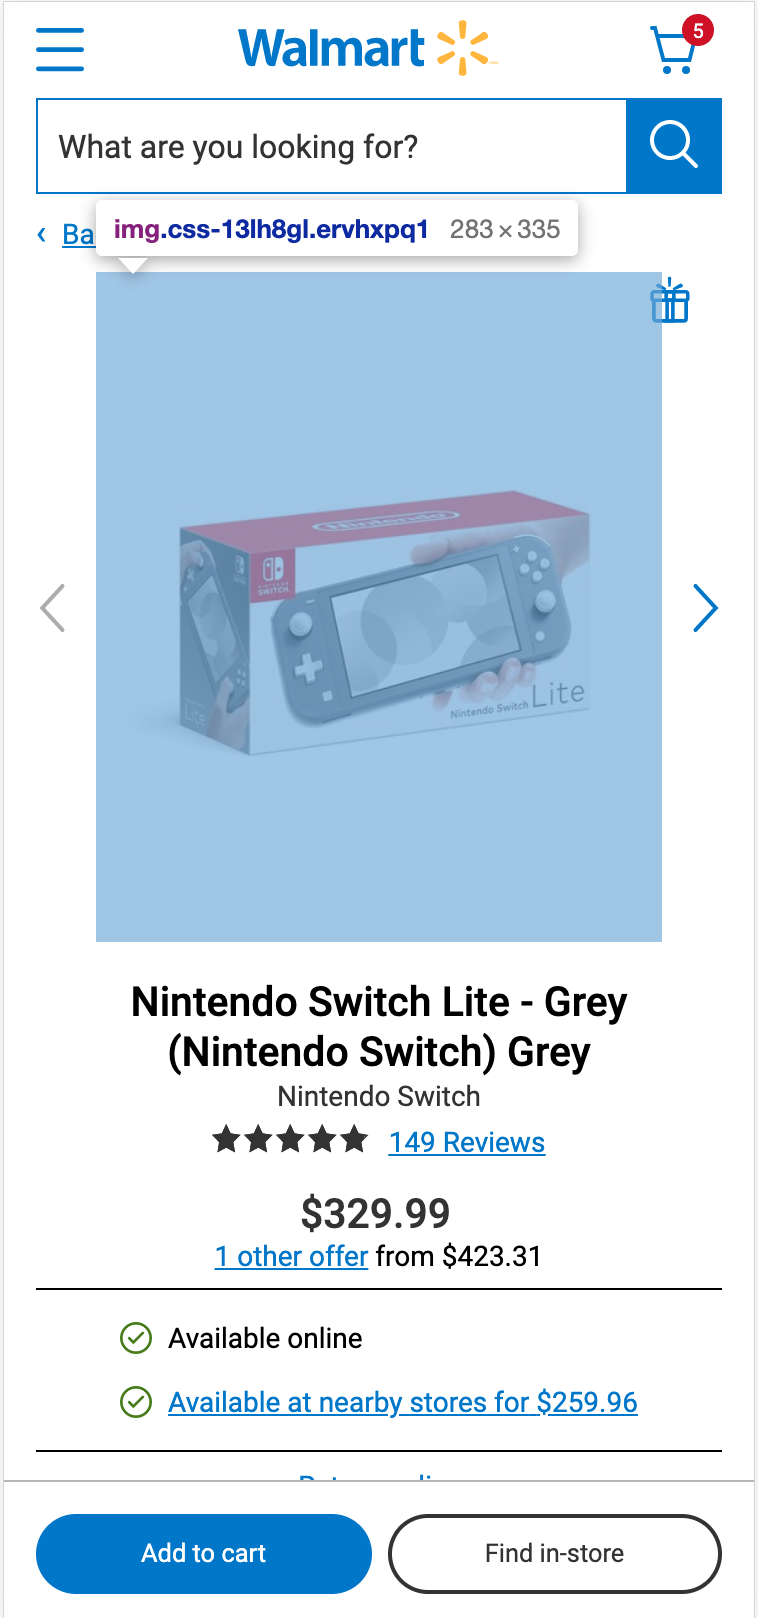 Walmart
5
What are you looking for?
‹ Ba
img.css-13lh8gl.ervhxpq1 283 × 335
Nintendo
NINTENDO
SWITCH
Lite
Nintendo Switch Lite
Nintendo Switch Lite - Grey
(Nintendo Switch) Grey
Nintendo Switch
149 Reviews
$329.99
1 other offer from $423.31
Available online
Available at nearby stores for $259.96
Add to cart
Find in-store